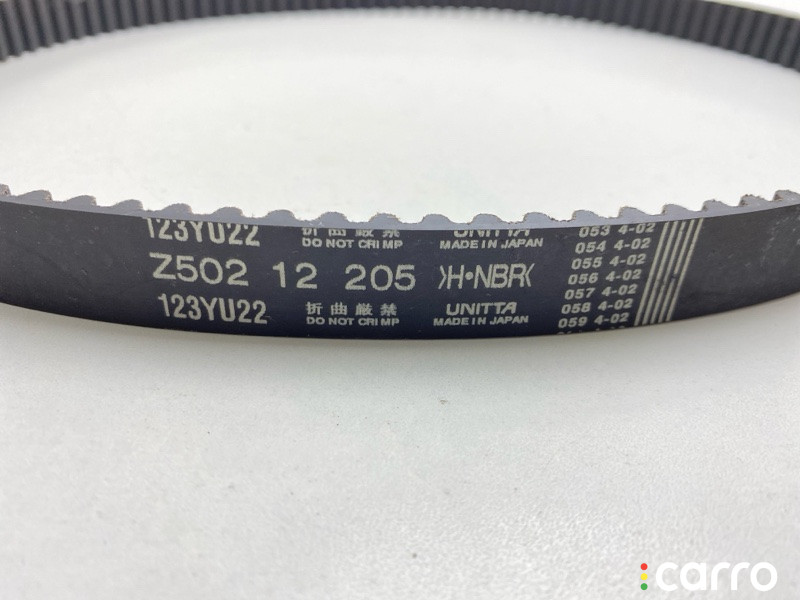 123YU22 折曲厳禁 UNITTA
DO NOT CRIMP MADE IN JAPAN
Z502 12 205 >H•NBR<
123YU22 折曲厳禁 UNITTA
DO NOT CRIMP MADE IN JAPAN
053 4-02
054 4-02
055 4-02
056 4-02
057 4-02
058 4-02
059 4-02
carro